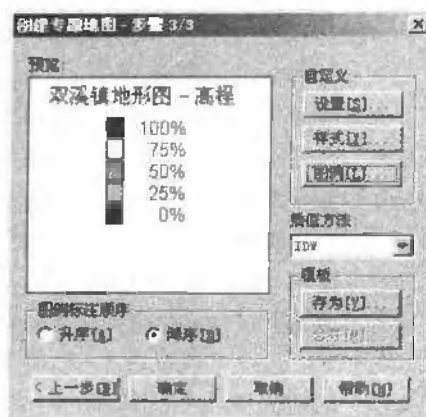 创建专题地图 - 步骤 3/3
预览
双溪镇地形图 - 高程
100%
75%
50%
25%
0%
自定义
设置[S]
样式[Y]
图例[L]
插值方法
IDW
模板
存为[V]
合并[R]
图例标注顺序
升序[A]
降序[D]
< 上一步[B]
确定
取消
帮助[H]